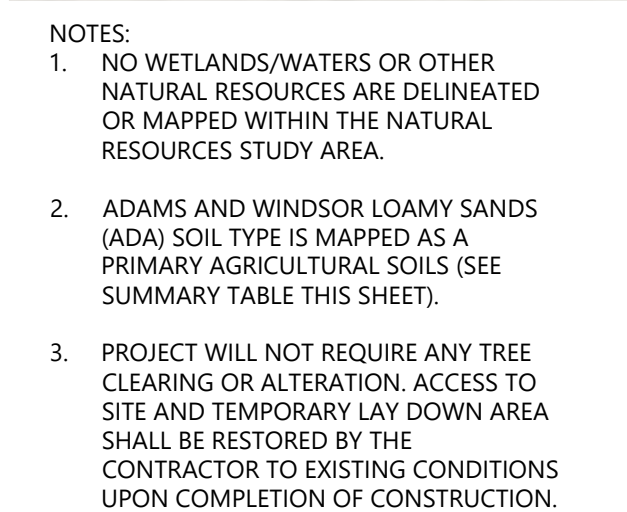 NOTES:
1. NO WETLANDS/WATERS OR OTHER
NATURAL RESOURCES ARE DELINEATED
OR MAPPED WITHIN THE NATURAL
RESOURCES STUDY AREA.
2. ADAMS AND WINDSOR LOAMY SANDS
(ADA) SOIL TYPE IS MAPPED AS A
PRIMARY AGRICULTURAL SOILS (SEE
SUMMARY TABLE THIS SHEET).
3. PROJECT WILL NOT REQUIRE ANY TREE
CLEARING OR ALTERATION. ACCESS TO
SITE AND TEMPORARY LAY DOWN AREA
SHALL BE RESTORED BY THE
CONTRACTOR TO EXISTING CONDITIONS
UPON COMPLETION OF CONSTRUCTION.